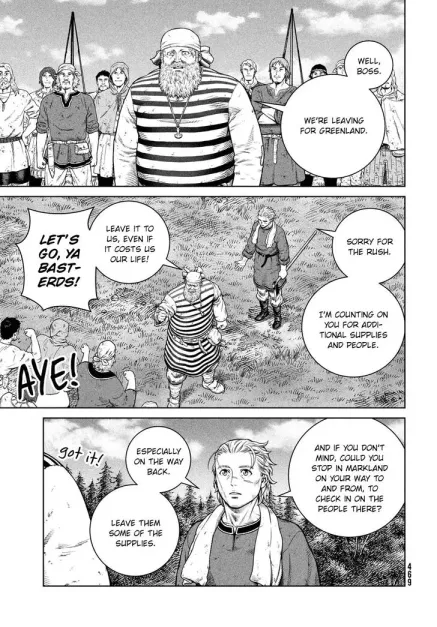 WELL,
BOSS.
WE'RE LEAVING
FOR GREENLAND.
SORRY FOR
THE RUSH.
I'M COUNTING ON
YOU FOR ADDI-
TIONAL SUPPLIES
AND PEOPLE.
LEAVE IT TO
US, EVEN IF
IT COSTS US
OUR LIFE!
LET'S
GO, YA
BAST-
ERDS!
AYE!
AND IF YOU DON'T
MIND, COULD YOU
STOP IN MARKLAND
ON YOUR WAY TO
AND FROM, TO
CHECK IN ON THE
PEOPLE THERE?
ESPECIALLY
ON THE WAY
BACK.
LEAVE THEM
SOME OF
THE SUPPLIES.
got it!
469